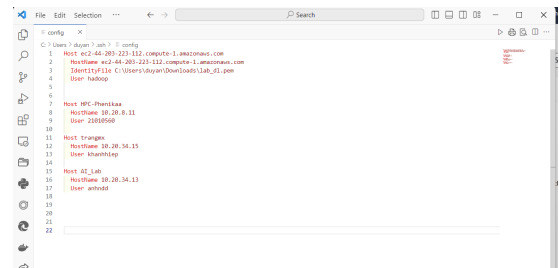 File Edit Selection ··· Search
config
C: > Users > duyan > .ssh > config
1 Host ec2-44-203-223-112.compute-1.amazonaws.com
2 HostName ec2-44-203-223-112.compute-1.amazonaws.com
3 IdentityFile C:\Users\duyan\Downloads\lab_d1.pem
4 User hadoop
5
6
7 Host HPC-Phenikaa
8 HostName 10.20.8.11
9 User 21010560
10
11 Host trangmx
12 HostName 10.20.34.15
13 User khanhhiep
14
15 Host AI_Lab
16 HostName 10.20.34.13
17 User anhndd
18
19
20
21
22